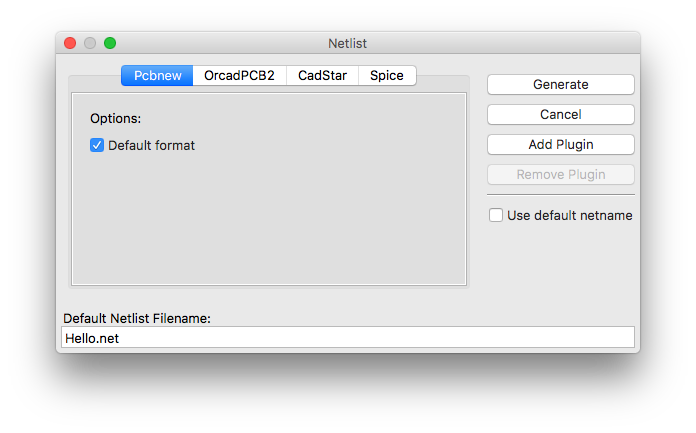 Netlist
Pcbnew OrcadPCB2 CadStar Spice
Options:
Default format
Generate
Cancel
Add Plugin
Remove Plugin
Use default netname
Default Netlist Filename:
Hello.net